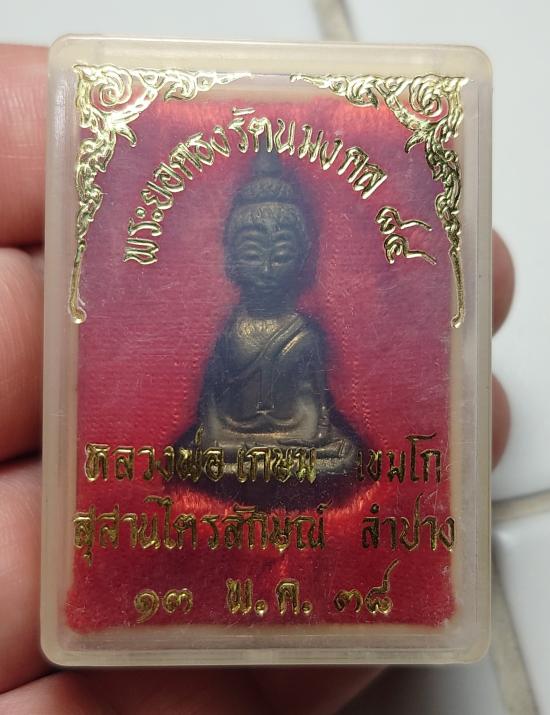 พระยอดธงรัตนมงคล ๘๔
หลวงพ่อ เกษม เขมโก
สุสานไตรลักษณ์ ลำปาง
๑๓ พ.ค. ๓๘